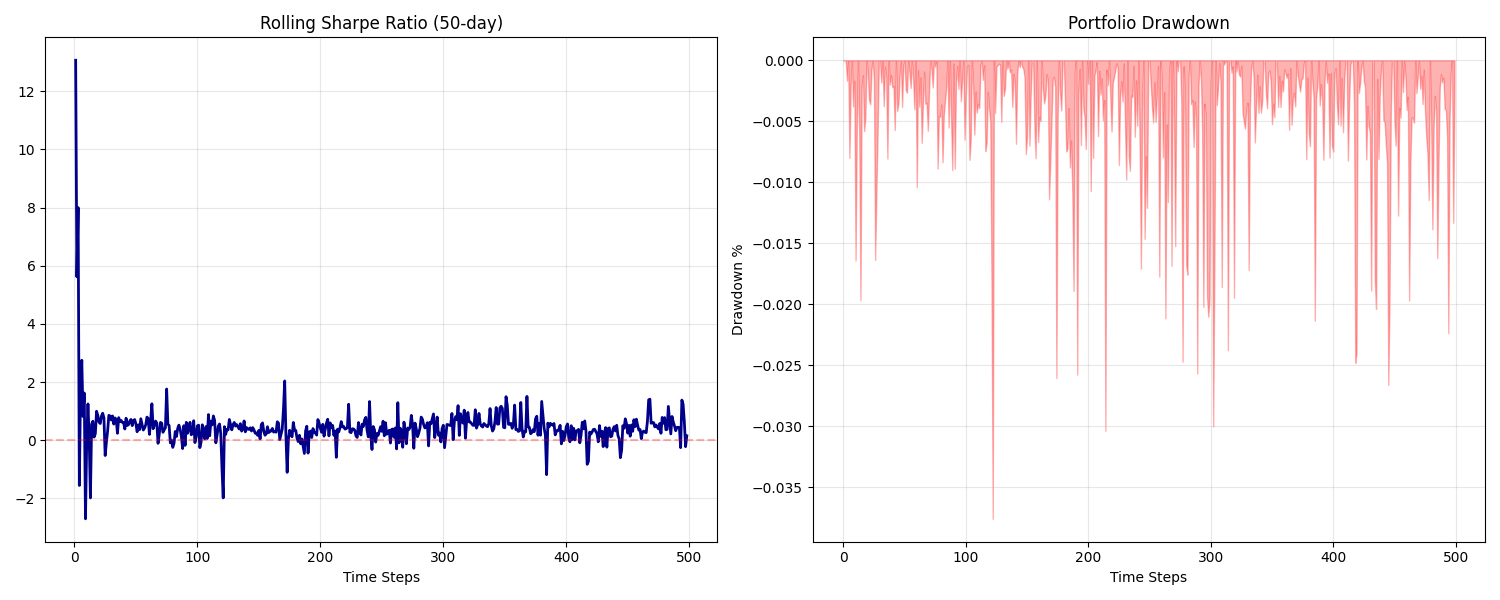 Rolling Sharpe Ratio (50-day)
12
10
8
6
4
2
0
−2
0 100 200 300 400 500
Time Steps
Portfolio Drawdown
Drawdown %
0.000
−0.005
−0.010
−0.015
−0.020
−0.025
−0.030
−0.035
0 100 200 300 400 500
Time Steps